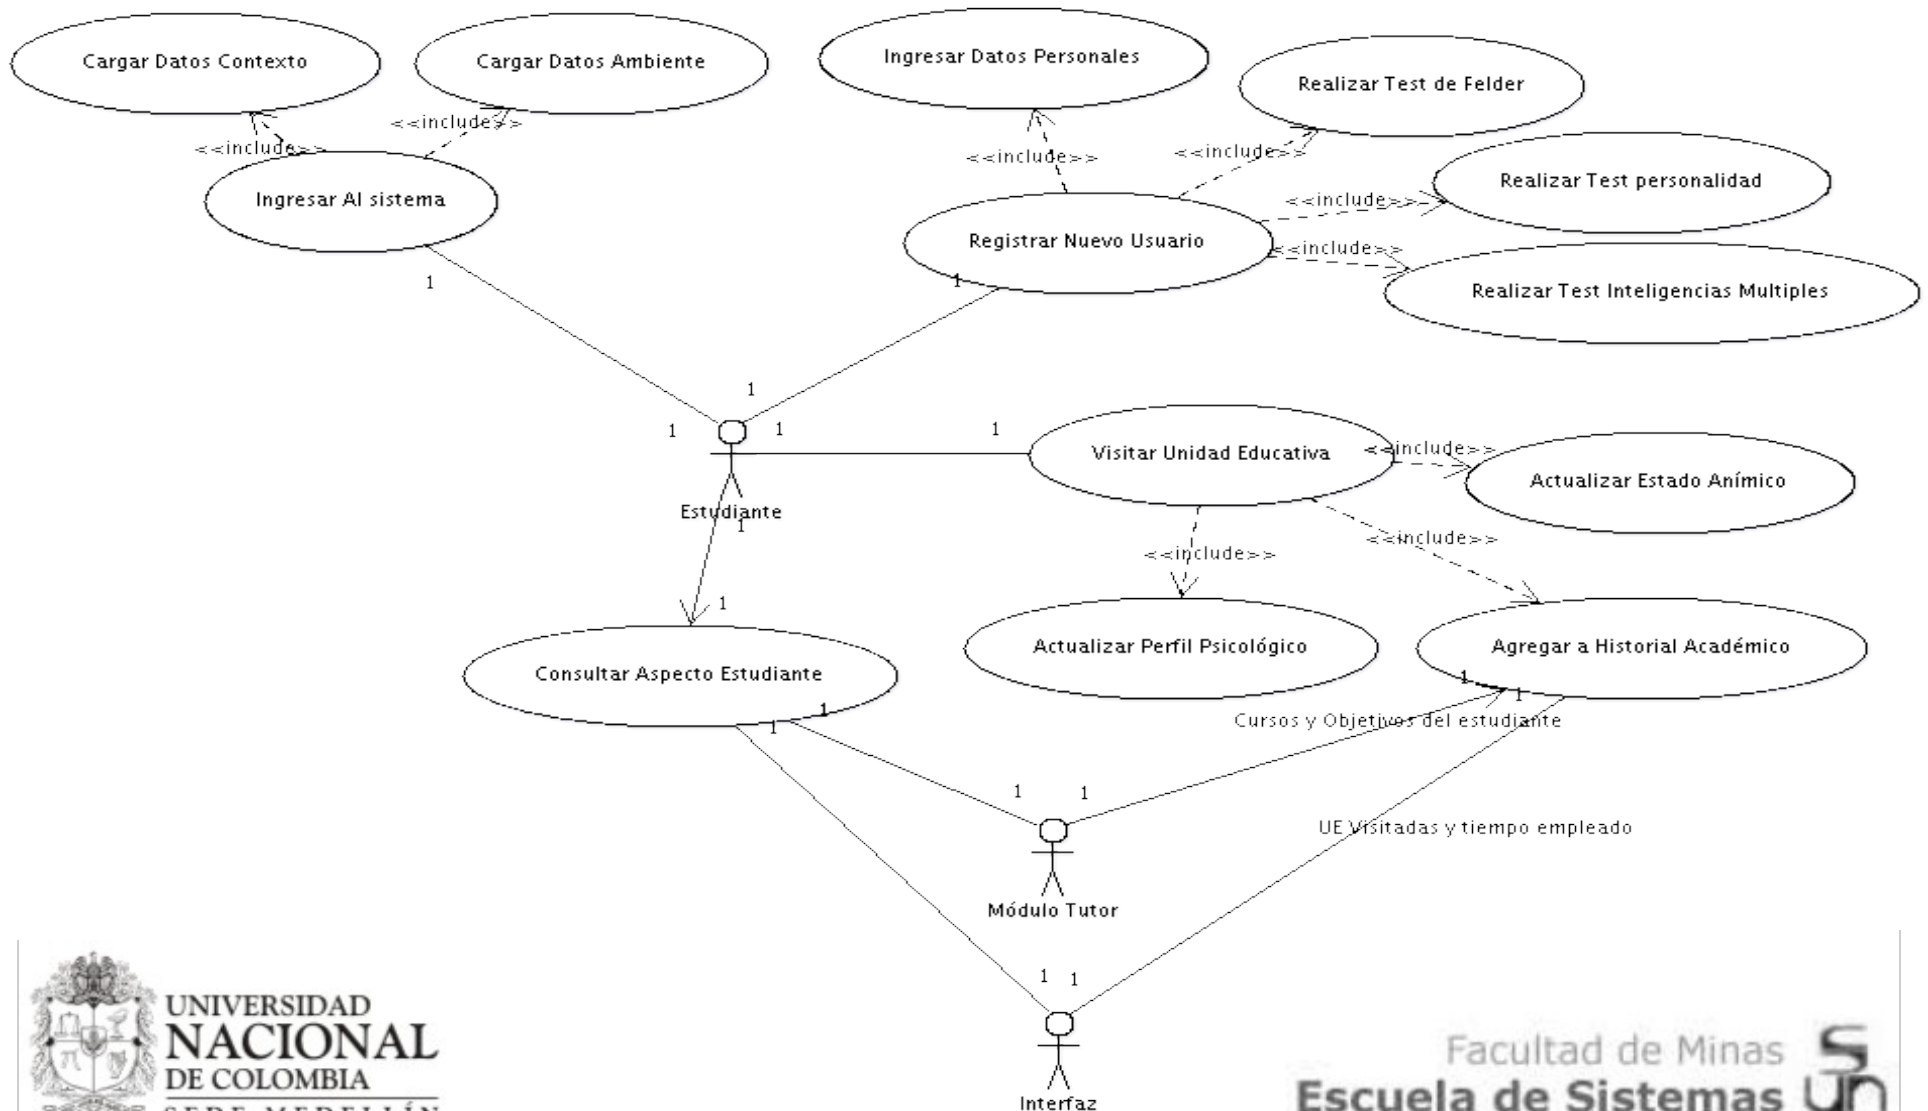 Cargar Datos Contexto
Cargar Datos Ambiente
Ingresar Datos Personales
Realizar Test de Felder
<<include>>
<<include>>
<<include>>
<<include>>
Realizar Test personalidad
Ingresar Al sistema
<<include>>
Registrar Nuevo Usuario
<<include>>
1
1
Realizar Test Inteligencias Multiples
1
1
1
1
Visitar Unidad Educativa
<<include>>
Actualizar Estado Anímico
Estudiante
1
<<include>>
<<include>>
1
Actualizar Perfil Psicológico
Agregar a Historial Académico
Consultar Aspecto Estudiante
1
1
1
1
Cursos y Objetivos del estudiante
1
1
UE Visitadas y tiempo empleado
Módulo Tutor
1
1
Interfaz
UNIVERSIDAD
NACIONAL
DE COLOMBIA
SEDE MEDELLÍN
Facultad de Minas
Escuela de Sistemas